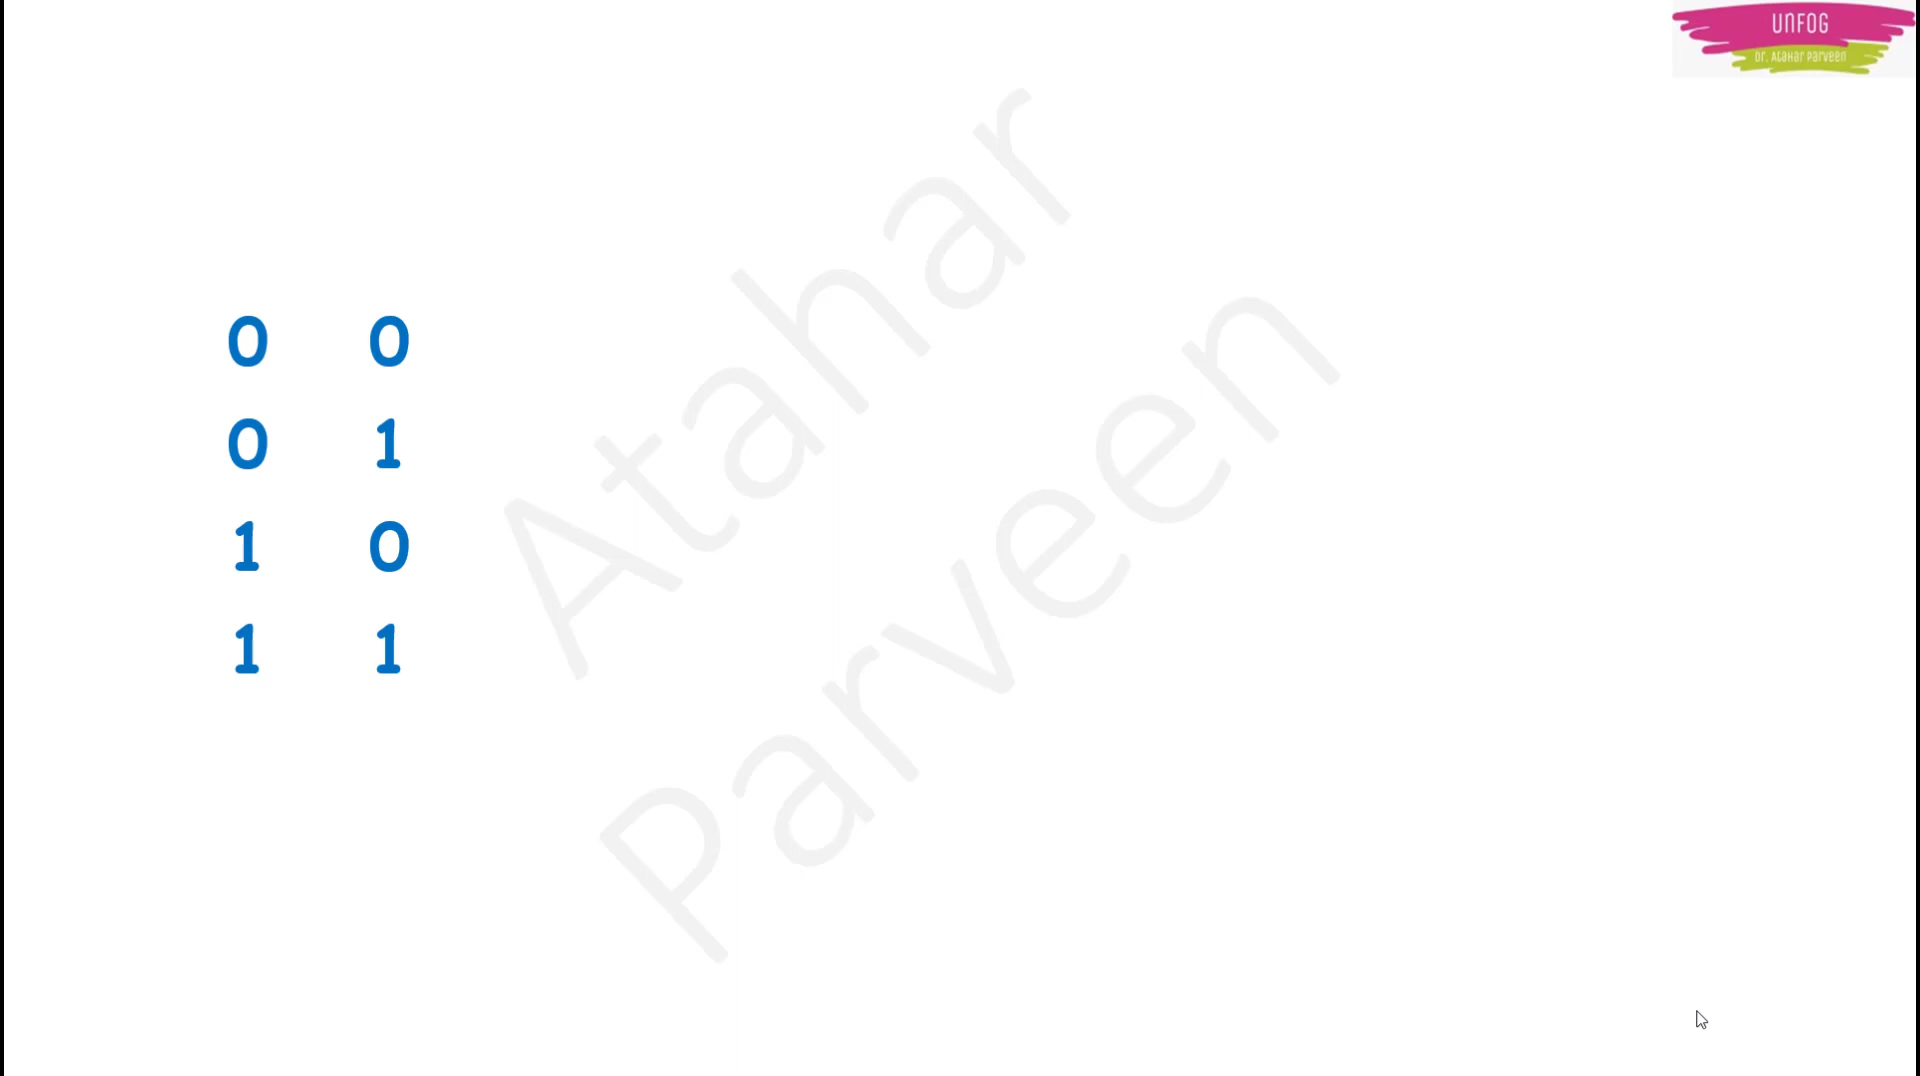 UNFOG
Dr. Atahar Parveen
Atahar
Parveen
0 0
0 1
1 0
1 1